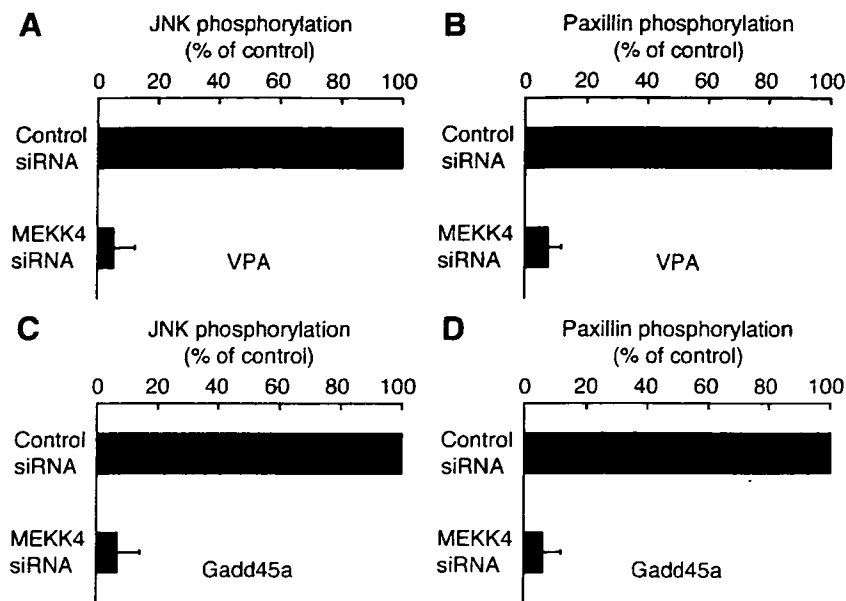 A
JNK phosphorylation
(% of control)
0 20 40 60 80 100
Control
siRNA
MEKK4
siRNA
VPA
B
Paxillin phosphorylation
(% of control)
0 20 40 60 80 100
Control
siRNA
MEKK4
siRNA
VPA
C
JNK phosphorylation
(% of control)
0 20 40 60 80 100
Control
siRNA
MEKK4
siRNA
Gadd45a
D
Paxillin phosphorylation
(% of control)
0 20 40 60 80 100
Control
siRNA
MEKK4
siRNA
Gadd45a